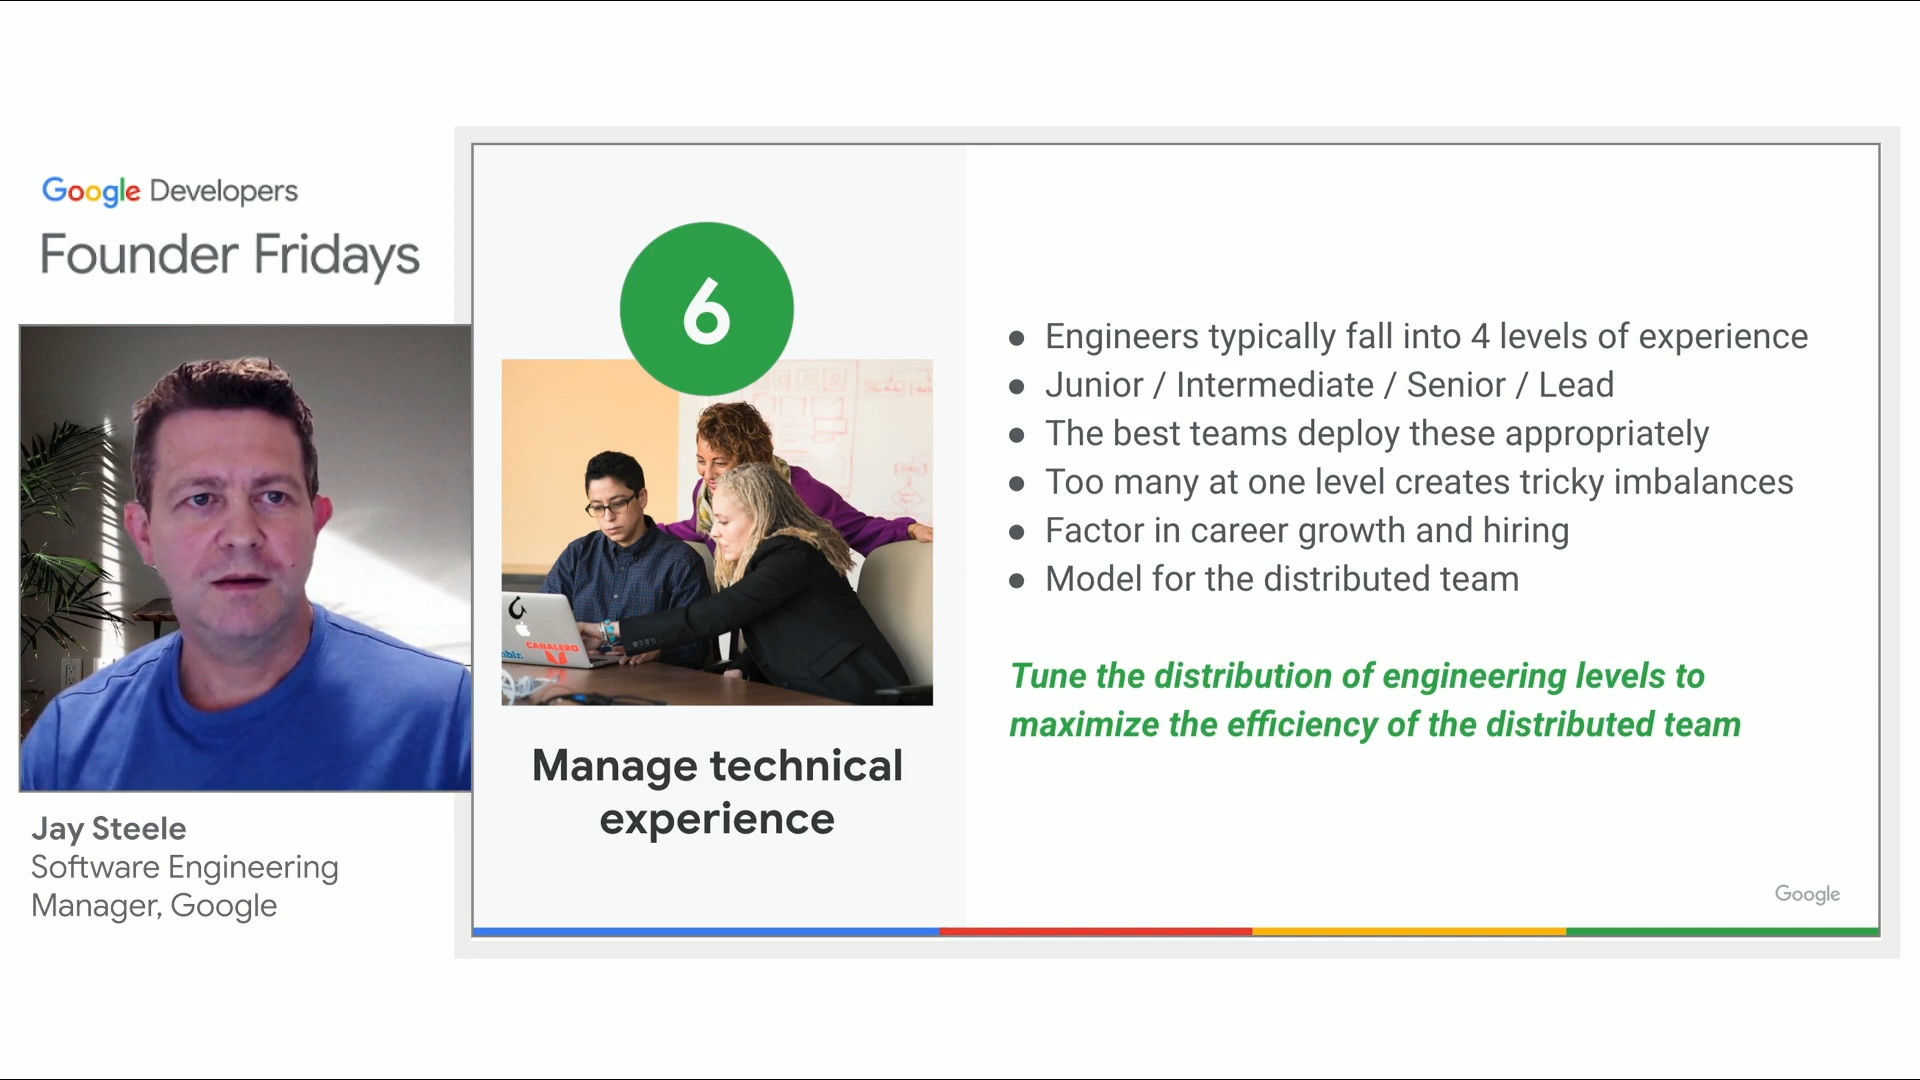 Google Developers
Founder Fridays
Jay Steele
Software Engineering
Manager, Google
6
CANALERO
Manage technical
experience
● Engineers typically fall into 4 levels of experience
● Junior / Intermediate / Senior / Lead
● The best teams deploy these appropriately
● Too many at one level creates tricky imbalances
● Factor in career growth and hiring
● Model for the distributed team
Tune the distribution of engineering levels to
maximize the efficiency of the distributed team
Google